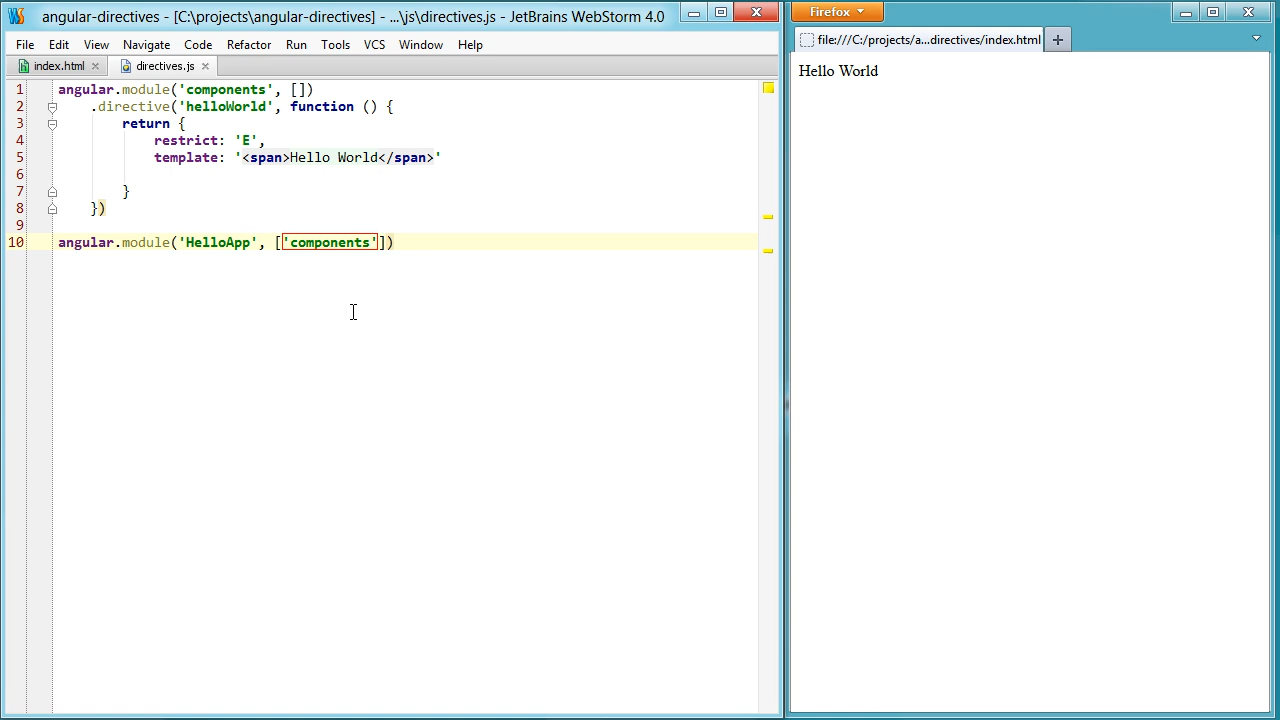 angular-directives - [C:\projects\angular-directives] - ...\js\directives.js - JetBrains WebStorm 4.0
File Edit View Navigate Code Refactor Run Tools VCS Window Help
index.html directives.js
1 angular.module('components', [])
2 .directive('helloWorld', function () {
3 return {
4 restrict: 'E',
5 template: '<span>Hello World</span>'
6
7 }
8 })
9
10 angular.module('HelloApp', ['components'])
Firefox
file:///C:/projects/a...directives/index.html
Hello World